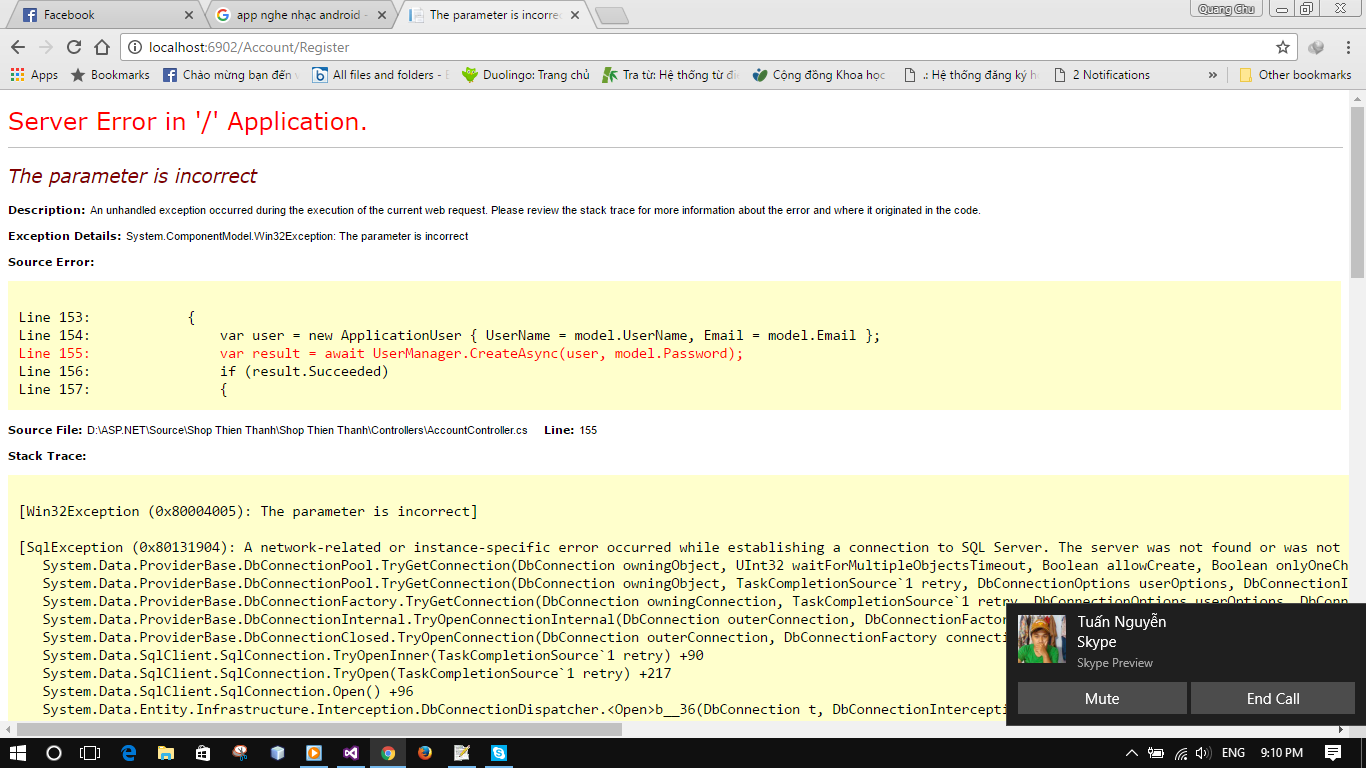 Facebook
app nghe nhạc android -
The parameter is incorrec
Quang Chu
localhost:6902/Account/Register
Apps
Bookmarks
Chào mừng bạn đến v
All files and folders - E
Duolingo: Trang chủ
Tra từ: Hệ thống từ đi
Cộng đồng Khoa học
.: Hệ thống đăng ký h
2 Notifications
»
Other bookmarks
Server Error in '/' Application.
The parameter is incorrect
Description: An unhandled exception occurred during the execution of the current web request. Please review the stack trace for more information about the error and where it originated in the code.
Exception Details: System.ComponentModel.Win32Exception: The parameter is incorrect
Source Error:
Line 153:            {
Line 154:                var user = new ApplicationUser { UserName = model.UserName, Email = model.Email };
Line 155:                var result = await UserManager.CreateAsync(user, model.Password);
Line 156:                if (result.Succeeded)
Line 157:                {
Source File: D:\ASP.NET\Source\Shop Thien Thanh\Shop Thien Thanh\Controllers\AccountController.cs    Line: 155
Stack Trace:
[Win32Exception (0x80004005): The parameter is incorrect]
[SqlException (0x80131904): A network-related or instance-specific error occurred while establishing a connection to SQL Server. The server was not found or was not
System.Data.ProviderBase.DbConnectionPool.TryGetConnection(DbConnection owningObject, UInt32 waitForMultipleObjectsTimeout, Boolean allowCreate, Boolean onlyOneCh
System.Data.ProviderBase.DbConnectionPool.TryGetConnection(DbConnection owningObject, TaskCompletionSource`1 retry, DbConnectionOptions userOptions, DbConnectionI
System.Data.ProviderBase.DbConnectionFactory.TryGetConnection(DbConnection owningConnection, TaskCompletionSource`1 retry, DbConnectionOptions userOptions, DbConn
System.Data.ProviderBase.DbConnectionInternal.TryOpenConnectionInternal(DbConnection outerConnection, DbConnectionFactor
System.Data.ProviderBase.DbConnectionClosed.TryOpenConnection(DbConnection outerConnection, DbConnectionFactory connecti
System.Data.SqlClient.SqlConnection.TryOpenInner(TaskCompletionSource`1 retry) +90
System.Data.SqlClient.SqlConnection.TryOpen(TaskCompletionSource`1 retry) +217
System.Data.SqlClient.SqlConnection.Open() +96
System.Data.Entity.Infrastructure.Interception.DbConnectionDispatcher.<Open>b__36(DbConnection t, DbConnectionIntercepti
Tuấn Nguyễn
Skype
Skype Preview
Mute
End Call
ENG
9:10 PM